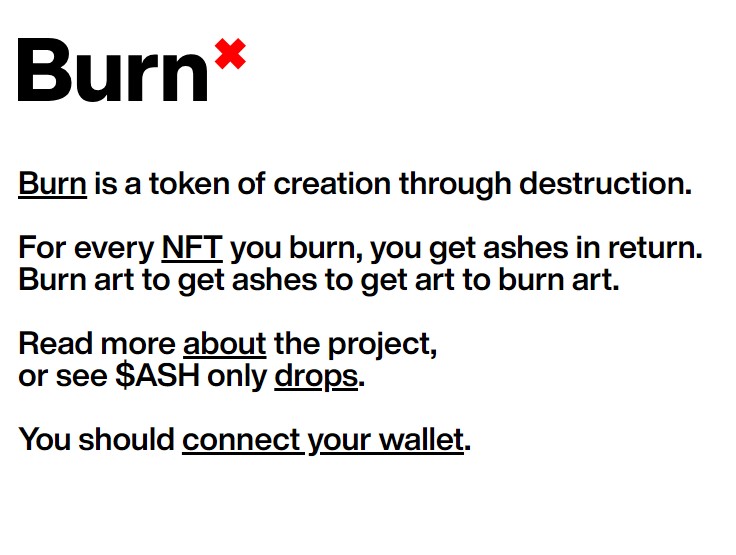 Burn✖
Burn is a token of creation through destruction.
For every NFT you burn, you get ashes in return.
Burn art to get ashes to get art to burn art.
Read more about the project,
or see $ASH only drops.
You should connect your wallet.